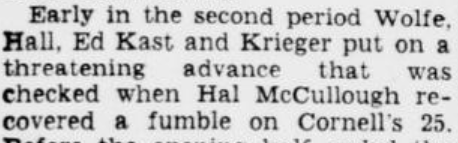 Early in the second period Wolfe,
Hall, Ed Kast and Krieger put on a
threatening advance that was
checked when Hal McCullough re-
covered a fumble on Cornell's 25.